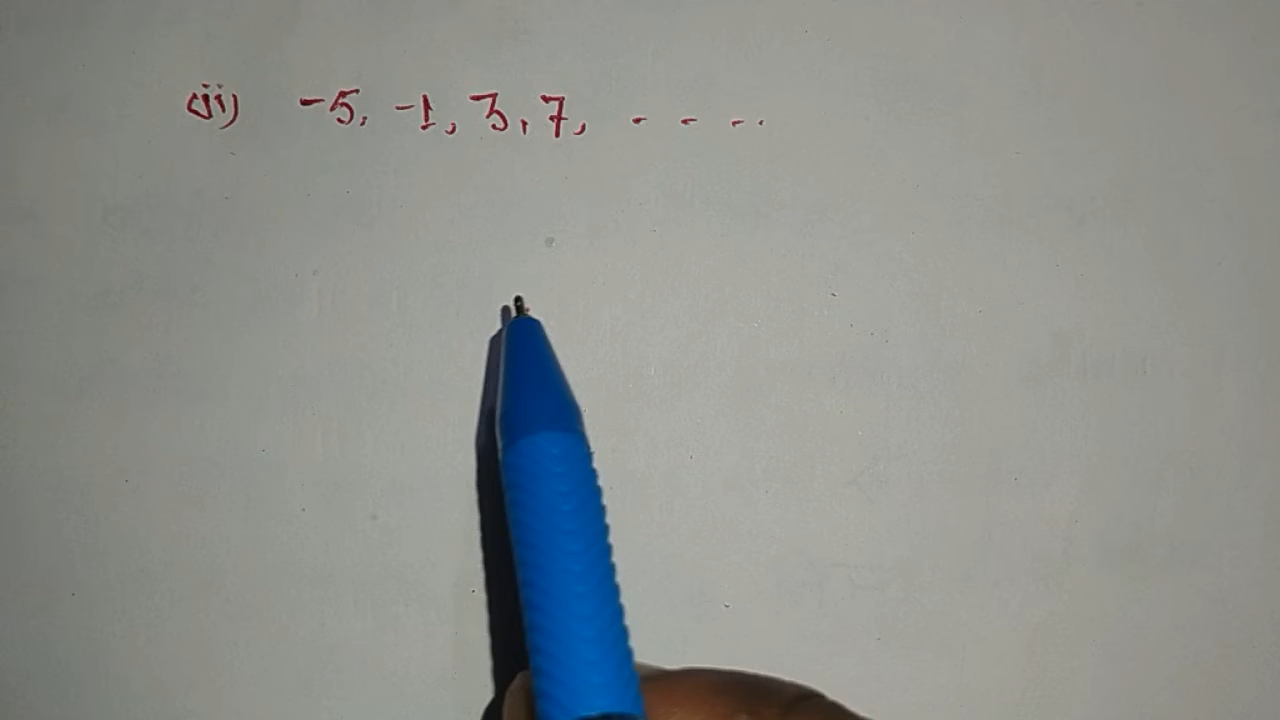 (ii) -5, -1, 3, 7, - - - -